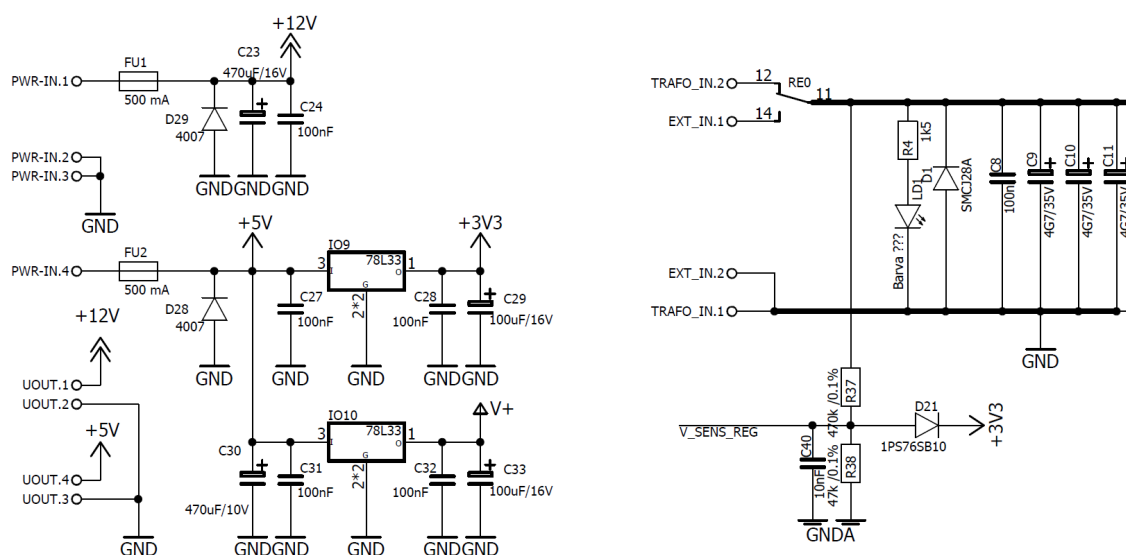 +12V
C23
470uF/16V
FU1
PWR-IN.1
500 mA
D29
4007
C24
100nF
PWR-IN.2
PWR-IN.3
GND
GND
GND
GND
+5V
+3V3
FU2
IO9
78L33
PWR-IN.4
3
I
O
1
G
2*2
500 mA
D28
4007
C27
100nF
C28
100nF
C29
100uF/16V
+12V
GND
GND
GND
GND
GND
UOUT.1
UOUT.2
+5V
V+
IO10
78L33
3
I
O
1
G
2*2
C30
C31
100nF
C32
100nF
C33
100uF/16V
470uF/10V
UOUT.4
UOUT.3
GND
GND
GND
GND
GND
GND
TRAFO_IN.2
12
RE0
11
EXT_IN.1
14
R4
1k5
LD1
Barva ???
D1
SMCJ28A
C8
100n
C9
4G7/35V
C10
4G7/35V
C11
4G7/35V
EXT_IN.2
TRAFO_IN.1
GND
R37
470k /0.1%
V_SENS_REG
D21
1PS76SB10
+3V3
C40
10nF
R38
47k /0.1%
GNDA